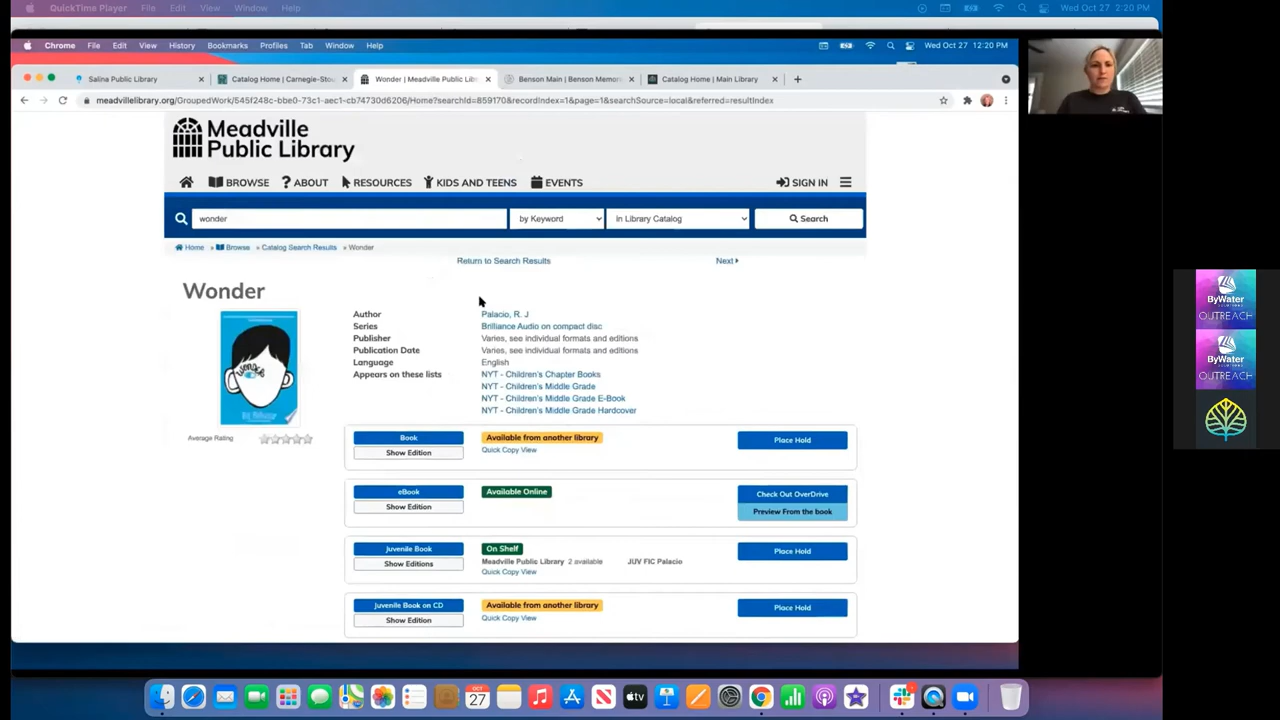 QuickTime Player File Edit View Window Help Wed Oct 27 2:20 PM
Chrome File Edit View History Bookmarks Profiles Tab Window Help Wed Oct 27 12:20 PM
Salina Public Library Catalog Home | Carnegie-Stou Wonder | Meadville Public Lib Benson Main | Benson Memori Catalog Home | Main Library
meadvillelibrary.org/GroupedWork/545f248c-bbe0-73c1-aec1-cb74730d6206/Home?searchId=859170&recordIndex=1&page=1&searchSource=local&referred=resultIndex
Meadville
Public Library
BROWSE ABOUT RESOURCES KIDS AND TEENS EVENTS SIGN IN
wonder by Keyword in Library Catalog Search
Home » Browse » Catalog Search Results » Wonder
Return to Search Results Next
Wonder
Author Palacio, R. J
Series Brilliance Audio on compact disc
Publisher Varies, see individual formats and editions
Publication Date Varies, see individual formats and editions
Language English
Appears on these lists NYT - Children's Chapter Books
NYT - Children's Middle Grade
NYT - Children's Middle Grade E-Book
NYT - Children's Middle Grade Hardcover
wonder
Average Rating
Book Available from another library Place Hold
Show Edition Quick Copy View
eBook Available Online Check Out OverDrive
Show Edition Preview From the book
Juvenile Book On Shelf Place Hold
Show Editions Meadville Public Library 2 available JUV FIC Palacio
Quick Copy View
Juvenile Book on CD Available from another library Place Hold
Show Edition Quick Copy View
ByWater
SOLUTIONS
OUTREACH
ByWater
SOLUTIONS
OUTREACH
OCT
27
tv